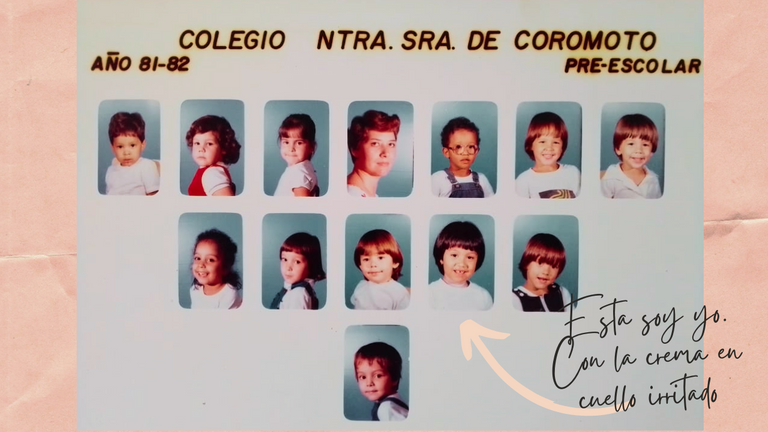 COLEGIO NTRA. SRA. DE COROMOTO
AÑO 81-82 PRE-ESCOLAR
Esta soy yo.
Con la crema en
cuello irritado